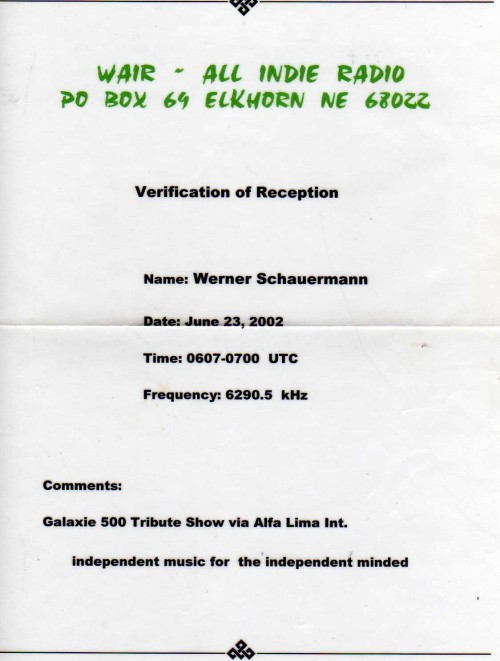 WAIR - ALL INDIE RADIO
PO BOX 69 ELKHORN NE 68022
Verification of Reception
Name: Werner Schauermann
Date: June 23, 2002
Time: 0607-0700 UTC
Frequency: 6290.5 kHz
Comments:
Galaxie 500 Tribute Show via Alfa Lima Int.
independent music for the independent minded